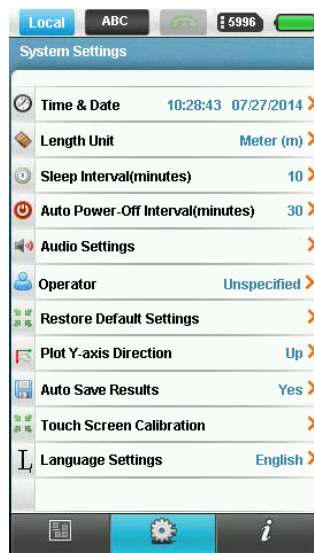 Local ABC 5996
System Settings
Time & Date 10:28:43 07/27/2014
Length Unit Meter (m)
Sleep Interval(minutes) 10
Auto Power-Off Interval(minutes) 30
Audio Settings
Operator Unspecified
Restore Default Settings
Plot Y-axis Direction Up
Auto Save Results Yes
Touch Screen Calibration
L Language Settings English
i